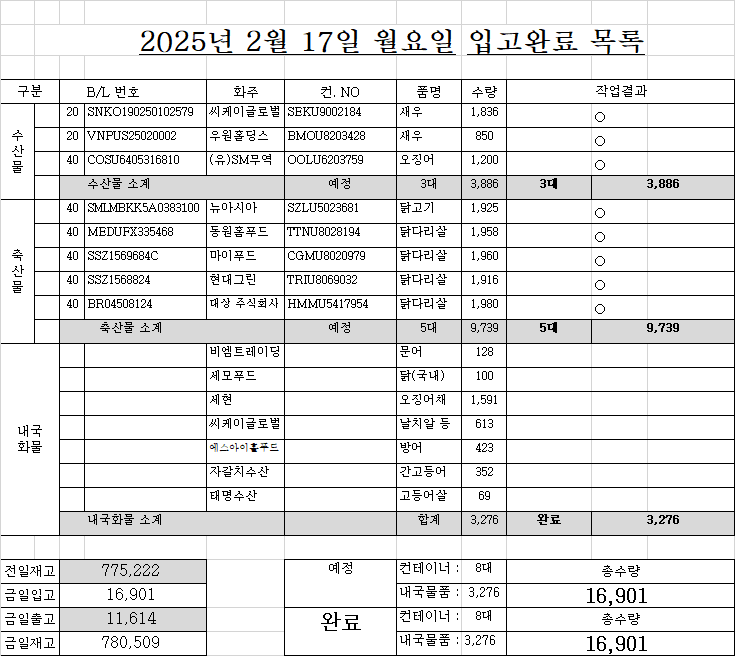 2025년 2월 17일 월요일 입고완료 목록
구분 B/L 번호 화주 컨. NO 품명 수량 작업결과
수산물
20 SNKO190250102579 씨케이글로벌 SEKU9002184 새우 1,836 ○
20 VNPUS25020002 우원홀딩스 BMOU8203428 새우 850 ○
40 COSU6405316810 (유)SM무역 OOLU6203759 오징어 1,200 ○
수산물 소계 예정 3대 3,886 3대 3,886
축산물
40 SMLMBKK5A0383100 뉴아시아 SZLU5023681 닭고기 1,925 ○
40 MEDUFX335468 동원홈푸드 TTNU8028194 닭다리살 1,958 ○
40 SSZ1569684C 마이푸드 CGMU8020979 닭다리살 1,960 ○
40 SSZ1568824 현대그린 TRIU8069032 닭다리살 1,916 ○
40 BR04508124 대상 주식회사 HMMU5417954 닭다리살 1,980 ○
축산물 소계 예정 5대 9,739 5대 9,739
내국
화물
비엠트레이딩 문어 128
세모푸드 닭(국내) 100
세현 오징어채 1,591
씨케이글로벌 날치알 등 613
에스아이홀푸드 방어 423
자갈치수산 간고등어 352
태명수산 고등어살 69
내국화물 소계 합계 3,276 완료 3,276
전일재고 775,222 예정 컨테이너 : 8대 총수량
금일입고 16,901 내국물품 : 3,276 16,901
금일출고 11,614 완료 컨테이너 : 8대 총수량
금일재고 780,509 내국물품 : 3,276 16,901